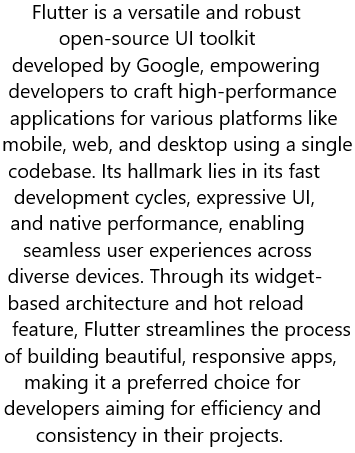 Flutter is a versatile and robust
open-source UI toolkit
developed by Google, empowering
developers to craft high-performance
applications for various platforms like
mobile, web, and desktop using a single
codebase. Its hallmark lies in its fast
development cycles, expressive UI,
and native performance, enabling
seamless user experiences across
diverse devices. Through its widget-
based architecture and hot reload
feature, Flutter streamlines the process
of building beautiful, responsive apps,
making it a preferred choice for
developers aiming for efficiency and
consistency in their projects.